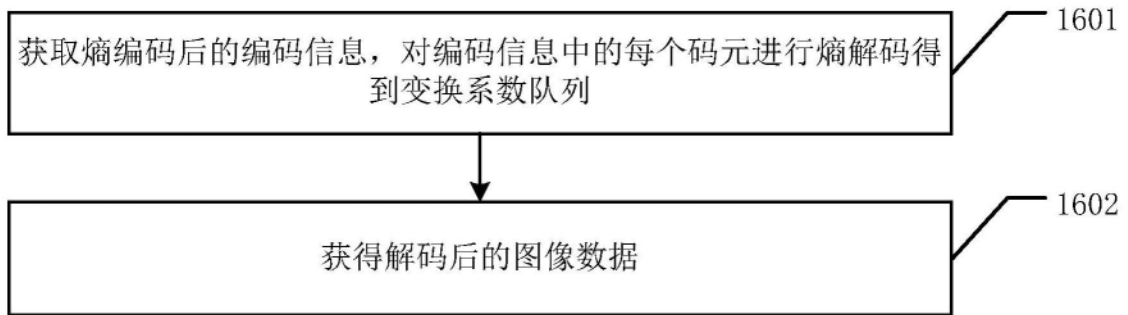 获取熵编码后的编码信息，对编码信息中的每个码元进行熵解码得
到变换系数队列
1601
获得解码后的图像数据
1602